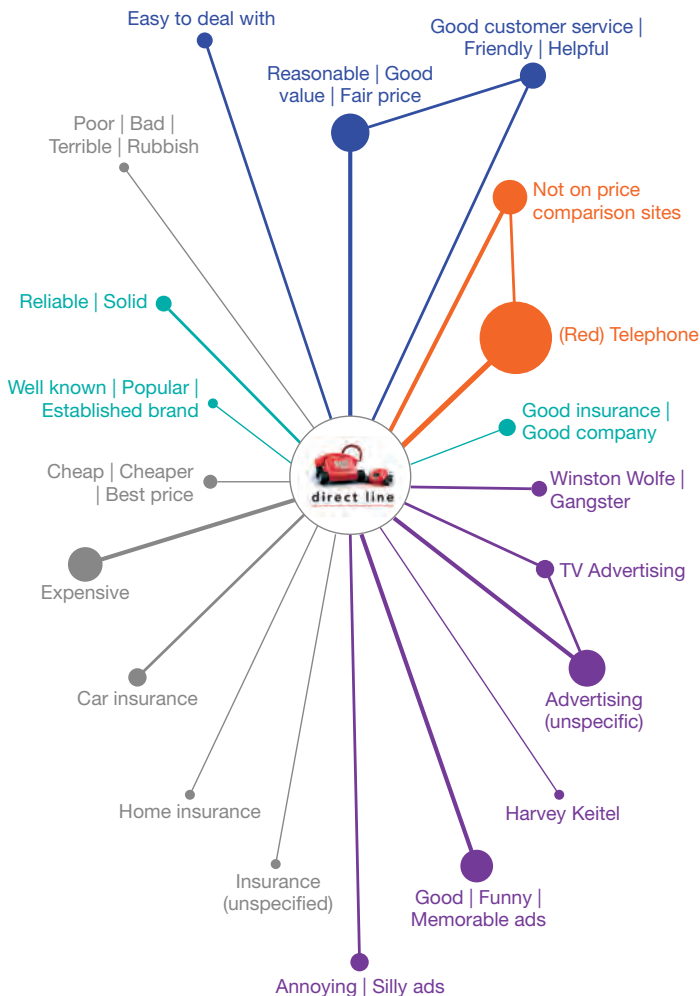 Easy to deal with
Good customer service |
Friendly | Helpful
Reasonable | Good
value | Fair price
Poor | Bad |
Terrible | Rubbish
Not on price
comparison sites
Reliable | Solid
(Red) Telephone
Well known | Popular |
Established brand
Good insurance |
Good company
Cheap | Cheaper
| Best price
direct line
Winston Wolfe |
Gangster
Expensive
TV Advertising
Car insurance
Advertising
(unspecific)
Home insurance
Harvey Keitel
Insurance
(unspecified)
Good | Funny |
Memorable ads
Annoying | Silly ads